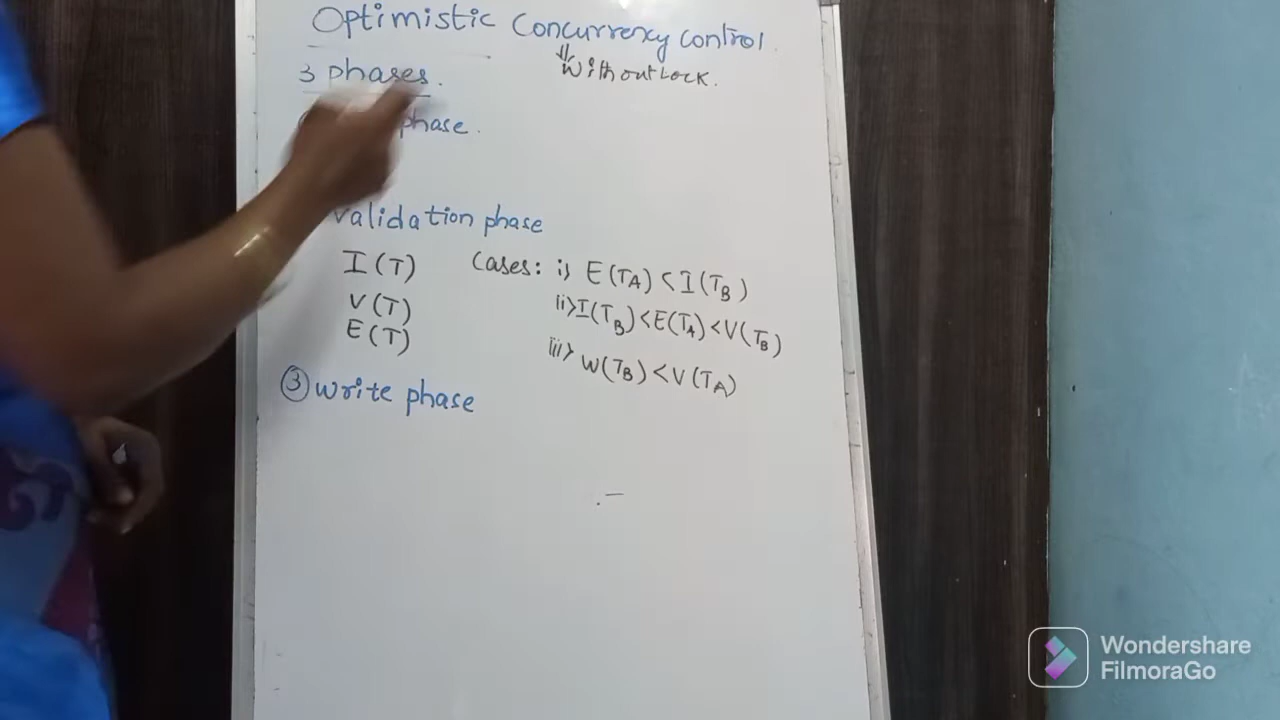 Optimistic Concurrency control.
⇓
Without Lock.
3 phases.
phase.
validation phase
I(T)
V(T)
E(T)
Cases: i> E(TA) < I(TB)
ii> I(TB) < E(TA) < V(TB)
iii> W(TB) < V(TA)
③ write phase
Wondershare
FilmoraGo